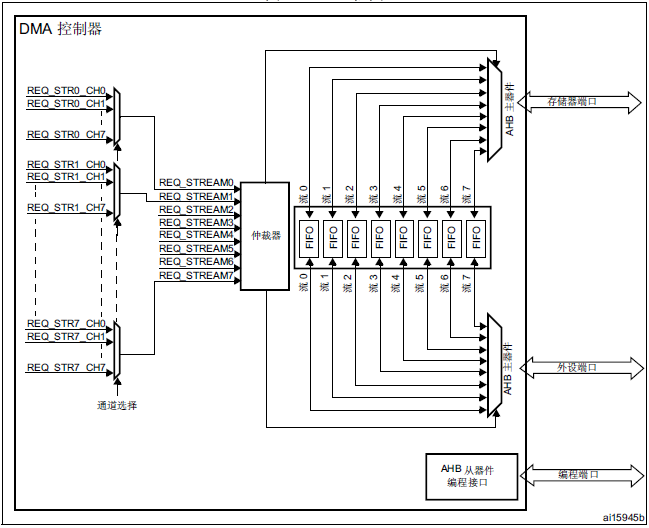 DMA 控制器
REQ_STR0_CH0
REQ_STR0_CH1
REQ_STR0_CH7
REQ_STR1_CH0
REQ_STR1_CH1
REQ_STR1_CH7
REQ_STR7_CH0
REQ_STR7_CH1
REQ_STR7_CH7
通道选择
REQ_STREAM0
REQ_STREAM1
REQ_STREAM2
REQ_STREAM3
REQ_STREAM4
REQ_STREAM5
REQ_STREAM6
REQ_STREAM7
仲裁器
流 0
流 1
流 2
流 3
流 4
流 5
流 6
流 7
FIFO
FIFO
FIFO
FIFO
FIFO
FIFO
FIFO
FIFO
流 0
流 1
流 2
流 3
流 4
流 5
流 6
流 7
AHB 主器件
存储器端口
AHB 主器件
外设端口
AHB 从器件
编程接口
编程端口
ai15945b